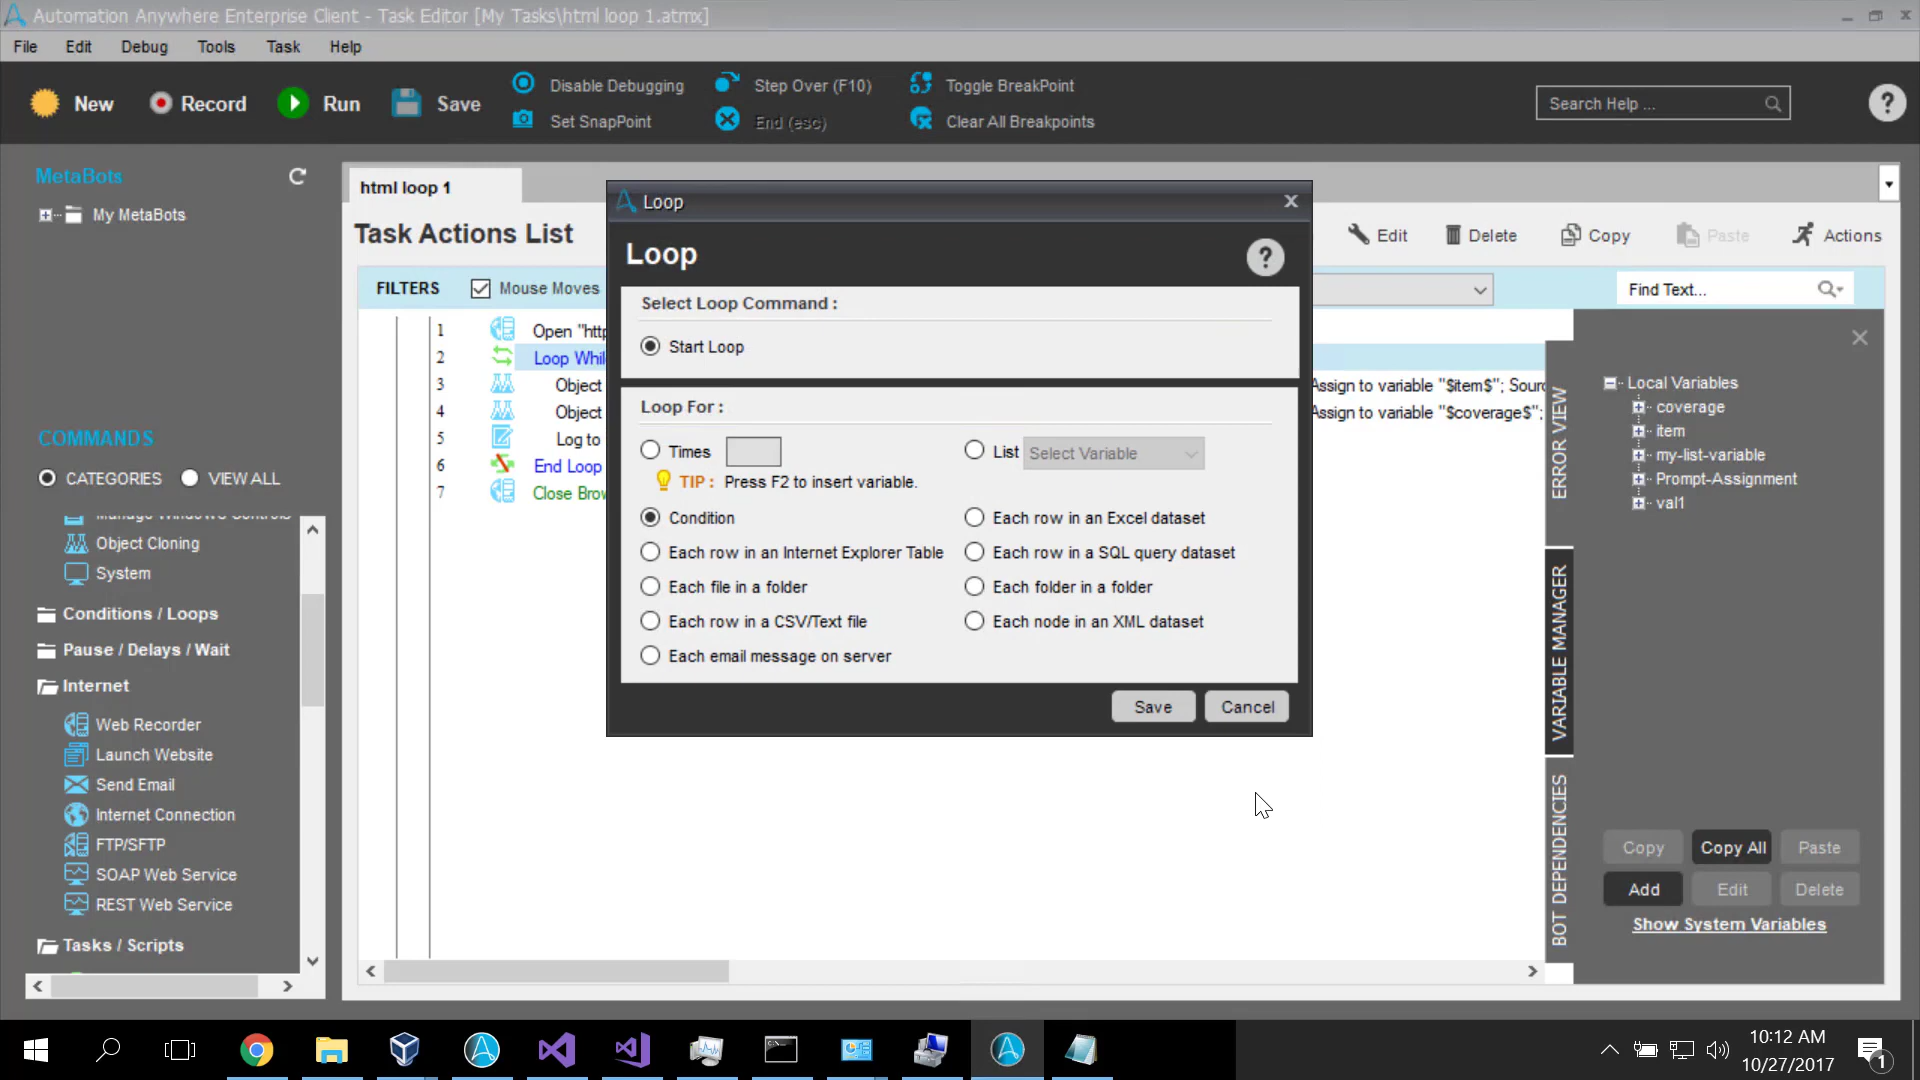 Automation Anywhere Enterprise Client - Task Editor [My Tasks\html loop 1.atmx]
File Edit Debug Tools Task Help
New Record Run Save
Disable Debugging Step Over (F10) Toggle BreakPoint
Set SnapPoint End (esc) Clear All Breakpoints
Search Help ...
?
MetaBots
My MetaBots
COMMANDS
CATEGORIES VIEW ALL
Manage Windows Controls
Object Cloning
System
Conditions / Loops
Pause / Delays / Wait
Internet
Web Recorder
Launch Website
Send Email
Internet Connection
FTP/SFTP
SOAP Web Service
REST Web Service
Tasks / Scripts
html loop 1
Task Actions List
Edit Delete Copy Paste Actions
FILTERS Mouse Moves
Find Text...
1 Open "http
2 Loop Whil
3 Object
Assign to variable "$item$"; Sour
4 Object
Assign to variable "$coverage$";
5 Log to
6 End Loop
7 Close Brow
Loop
Loop
?
Select Loop Command :
Start Loop
Loop For :
Times
List Select Variable
TIP : Press F2 to insert variable.
Condition
Each row in an Excel dataset
Each row in an Internet Explorer Table
Each row in a SQL query dataset
Each file in a folder
Each folder in a folder
Each row in a CSV/Text file
Each node in an XML dataset
Each email message on server
Save Cancel
ERROR VIEW
VARIABLE MANAGER
BOT DEPENDENCIES
Local Variables
coverage
item
my-list-variable
Prompt-Assignment
val1
Copy Copy All Paste
Add Edit Delete
Show System Variables
10:12 AM
10/27/2017
1